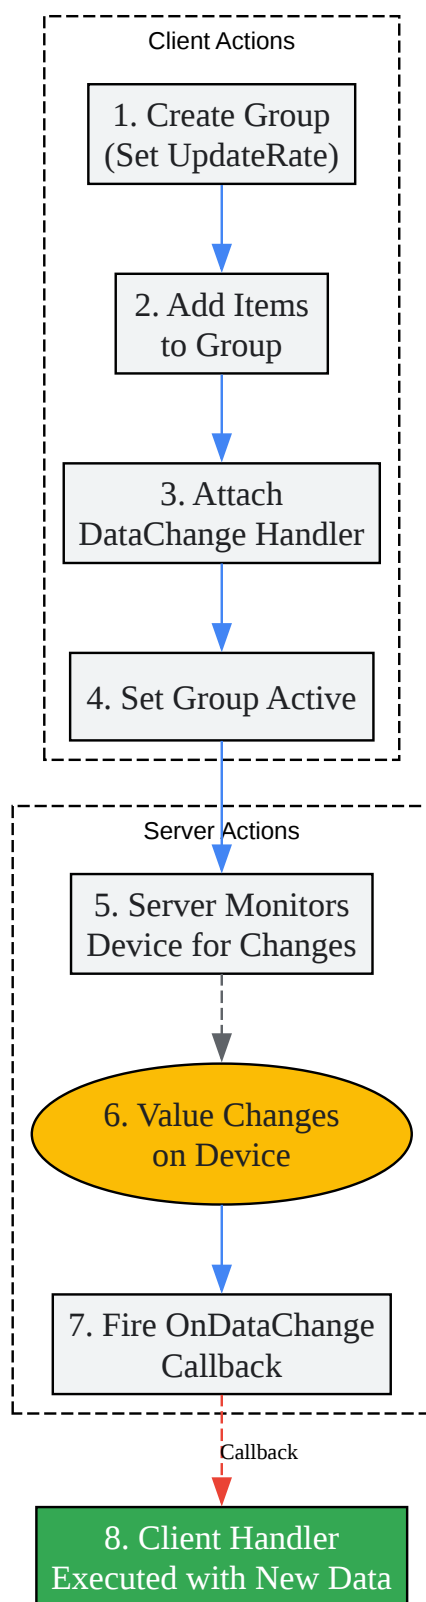 Client Actions
1. Create Group
(Set UpdateRate)
2. Add Items
to Group
3. Attach
DataChange Handler
4. Set Group Active
Server Actions
5. Server Monitors
Device for Changes
6. Value Changes
on Device
7. Fire OnDataChange
Callback
Callback
8. Client Handler
Executed with New Data